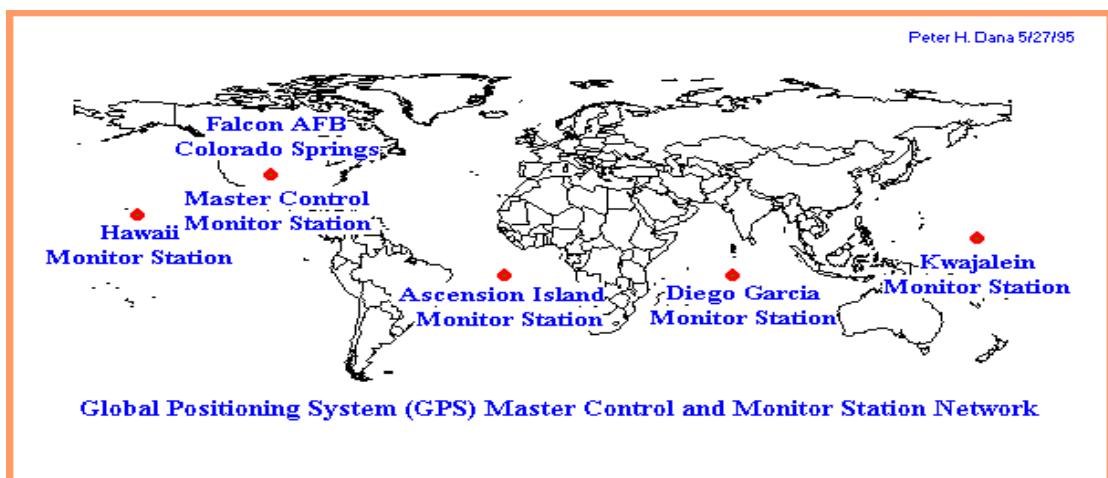 Peter H. Dana 5/27/95
Falcon AFB
Colorado Springs
Master Control
Monitor Station
Hawaii
Monitor Station
Ascension Island
Monitor Station
Diego Garcia
Monitor Station
Kwajalein
Monitor Station
Global Positioning System (GPS) Master Control and Monitor Station Network